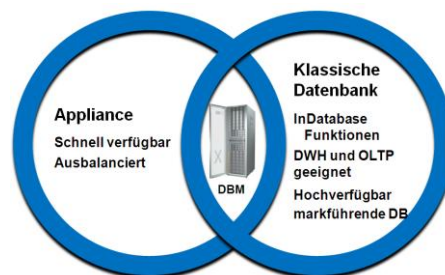 Appliance
Schnell verfügbar
Ausbalanciert
DBM
Klassische
Datenbank
InDatabase
Funktionen
DWH und OLTP
geeignet
Hochverfügbar
markführende DB